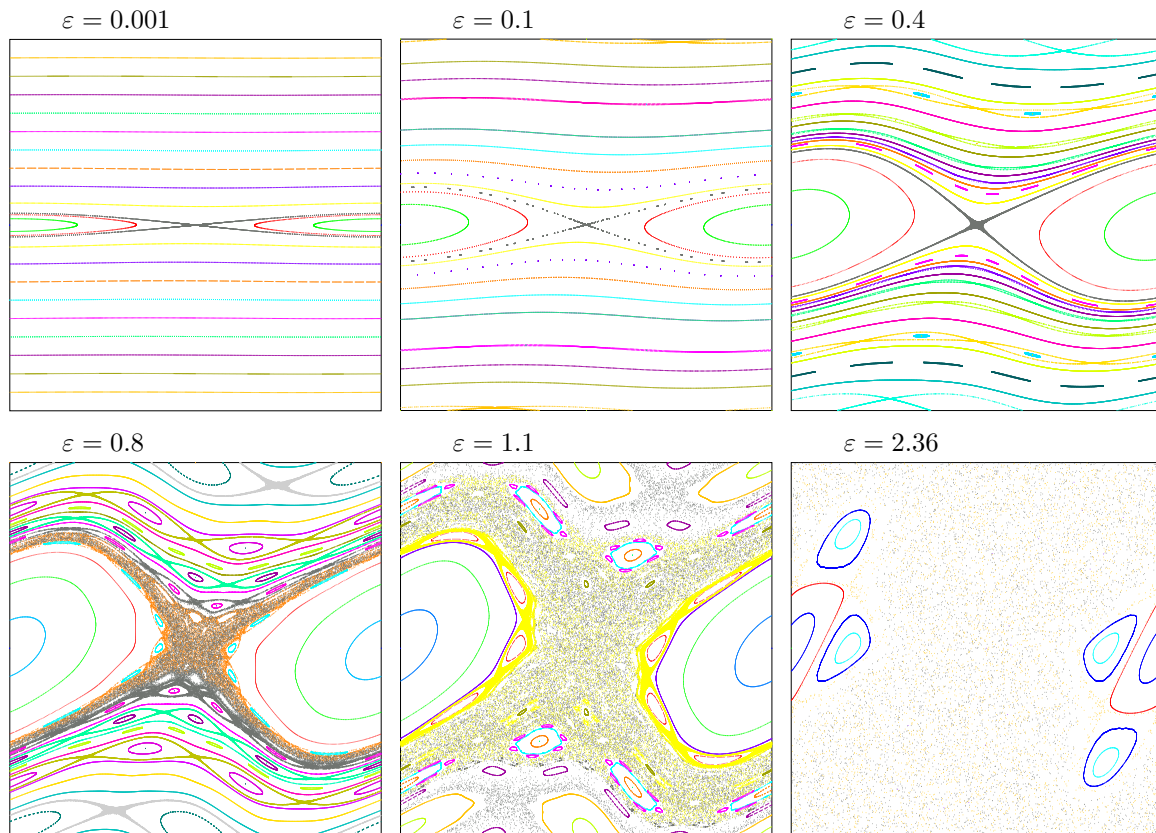 ε = 0.001
ε = 0.1
ε = 0.4
ε = 0.8
ε = 1.1
ε = 2.36